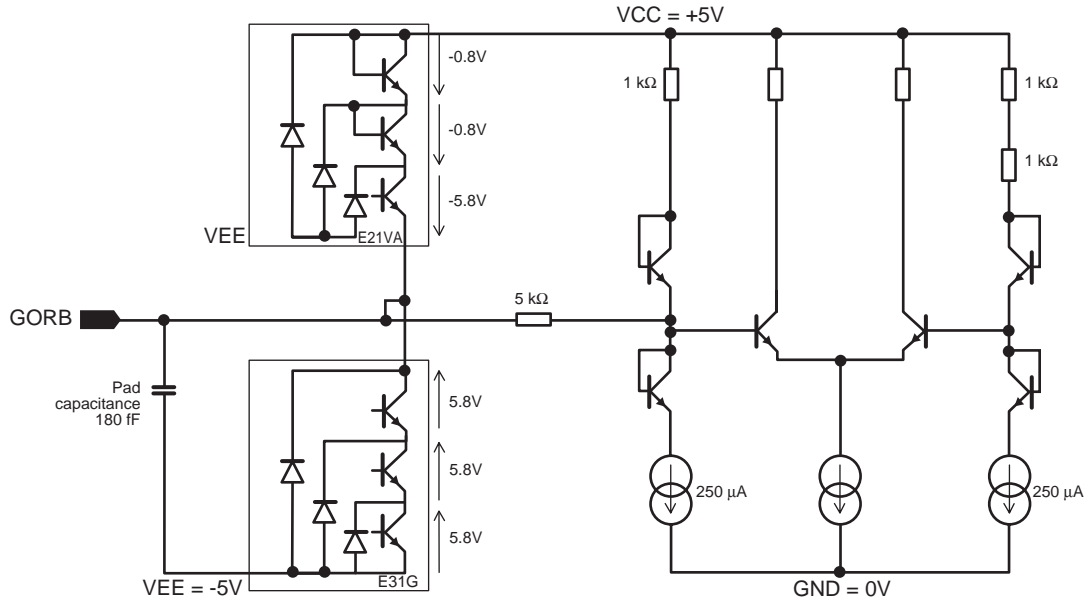 VCC = +5V
-0.8V
1 kΩ
1 kΩ
-0.8V
1 kΩ
-5.8V
VEE
E21VA
5 kΩ
GORB
Pad
capacitance
180 fF
5.8V
5.8V
250 µA
250 µA
5.8V
E31G
VEE = -5V
GND = 0V